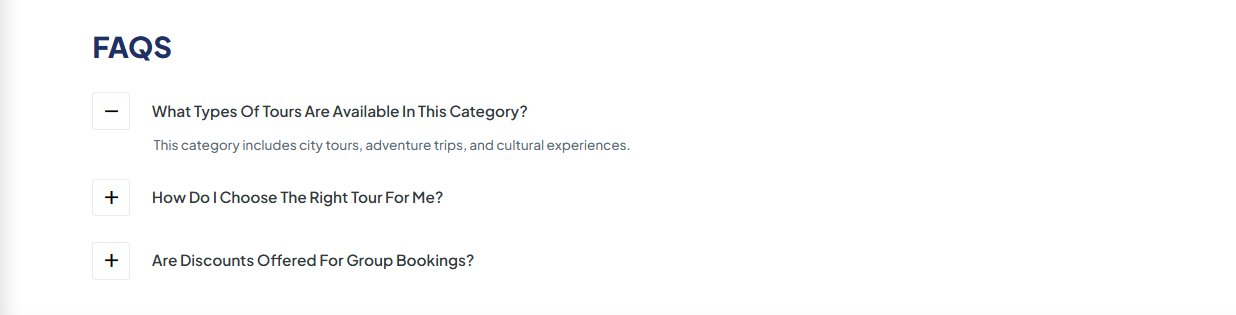 FAQS
What Types Of Tours Are Available In This Category?
This category includes city tours, adventure trips, and cultural experiences.
How Do I Choose The Right Tour For Me?
Are Discounts Offered For Group Bookings?